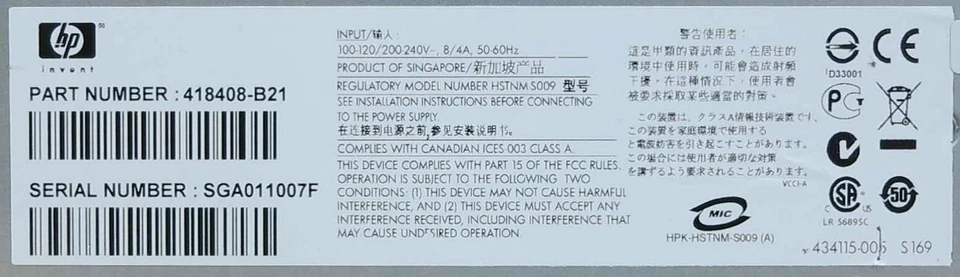 hp
invent
PART NUMBER : 418408-B21
SERIAL NUMBER : SGA011007F
INPUT/输入 :
100-120/200-240V~, 8/4A, 50-60Hz
PRODUCT OF SINGAPORE/新加坡产品
REGULATORY MODEL NUMBER HSTNM S009 型号
SEE INSTALLATION INSTRUCTIONS BEFORE CONNECTING
TO THE POWER SUPPLY.
在连接到电源之前,参见安装说明书。
COMPLIES WITH CANADIAN ICES 003 CLASS A.
THIS DEVICE COMPLIES WITH PART 15 OF THE FCC RULES.
OPERATION IS SUBJECT TO THE FOLLOWING TWO
CONDITIONS: (1) THIS DEVICE MAY NOT CAUSE HARMFUL
INTERFERENCE, AND (2) THIS DEVICE MUST ACCEPT ANY
INTERFERENCE RECEIVED, INCLUDING INTERFERENCE THAT
MAY CAUSE UNDESIRED OPERATION.
警告使用者:
這是甲類的資訊產品，在居住的
環境中使用時，可能會造成射頻
干擾，在這種情況下，使用者會
被要求採取某些適當的對策。
この装置は、クラスA情報技術装置です。
この装置を家庭環境で使用する
と電波妨害を引き起こすことがあります。
この場合には使用者が適切な対策
を講ずるよう要求されることがあります。
VCCI-A
MIC
HPK-HSTNM-S009 (A)
D33001
CE
C US
LR 56895C
50
434115-005 S169